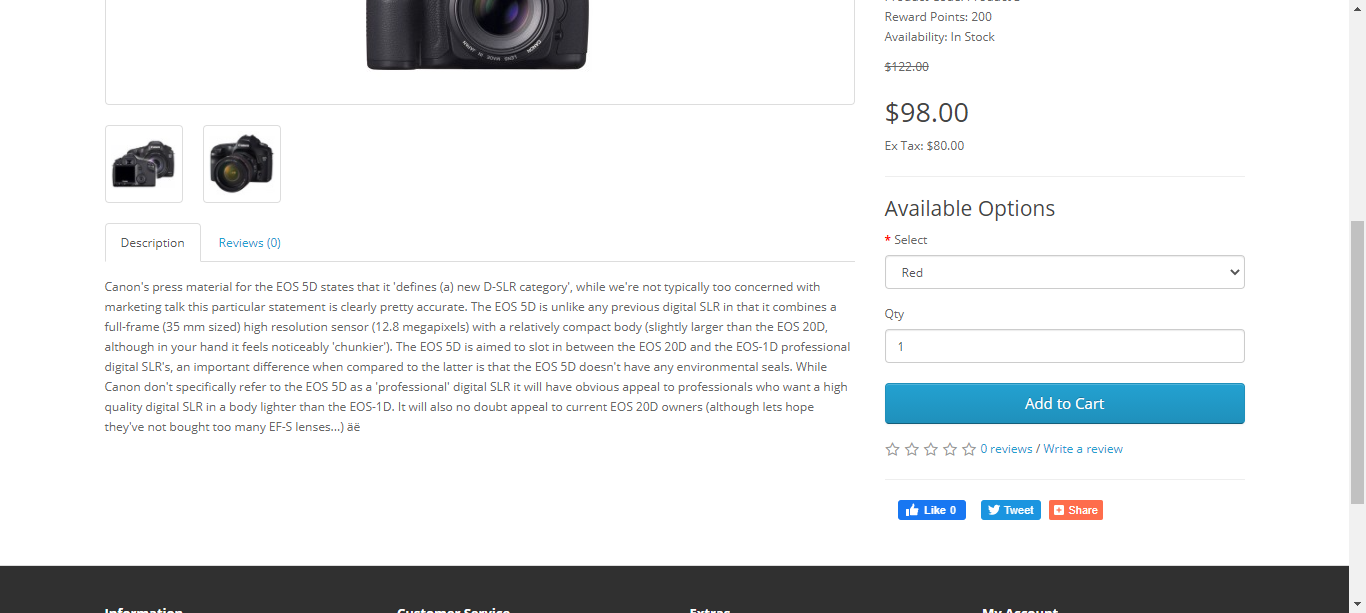 Reward Points: 200
Availability: In Stock
$122.00
$98.00
Ex Tax: $80.00
Description
Reviews (0)
Canon's press material for the EOS 5D states that it 'defines (a) new D-SLR category', while we're not typically too concerned with
marketing talk this particular statement is clearly pretty accurate. The EOS 5D is unlike any previous digital SLR in that it combines a
full-frame (35 mm sized) high resolution sensor (12.8 megapixels) with a relatively compact body (slightly larger than the EOS 20D,
although in your hand it feels noticeably 'chunkier'). The EOS 5D is aimed to slot in between the EOS 20D and the EOS-1D professional
digital SLR's, an important difference when compared to the latter is that the EOS 5D doesn't have any environmental seals. While
Canon don't specifically refer to the EOS 5D as a 'professional' digital SLR it will have obvious appeal to professionals who want a high
quality digital SLR in a body lighter than the EOS-1D. It will also no doubt appeal to current EOS 20D owners (although lets hope
they've not bought too many EF-S lenses...) äë
Available Options
* Select
Red
Qty
1
Add to Cart
0 reviews / Write a review
Like 0
Tweet
Share
Information
Customer Service
Extras
My Account